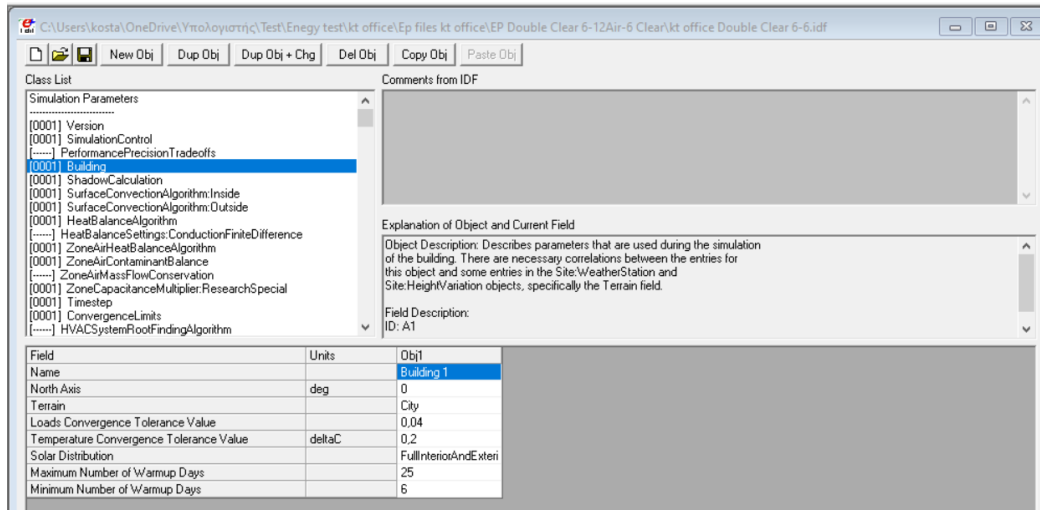 C:\Users\kosta\OneDrive\Υπολογιστής\Test\Enegy test\kt office\Ep files kt office\EP Double Clear 6-12Air-6 Clear\kt office Double Clear 6-6.idf
New Obj Dup Obj Dup Obj + Chg Del Obj Copy Obj Paste Obj
Class List
Comments from IDF
Simulation Parameters
--------------------------
[0001] Version
[0001] SimulationControl
[------] PerformancePrecisionTradeoffs
[0001] Building
[0001] ShadowCalculation
[0001] SurfaceConvectionAlgorithm:Inside
[0001] SurfaceConvectionAlgorithm:Outside
[0001] HeatBalanceAlgorithm
[------] HeatBalanceSettings:ConductionFiniteDifference
[0001] ZoneAirHeatBalanceAlgorithm
[0001] ZoneAirContaminantBalance
[------] ZoneAirMassFlowConservation
[0001] ZoneCapacitanceMultiplier:ResearchSpecial
[0001] Timestep
[0001] ConvergenceLimits
[------] HVACSystemRootFindingAlgorithm
Explanation of Object and Current Field
Object Description: Describes parameters that are used during the simulation
of the building. There are necessary correlations between the entries for
this object and some entries in the Site:WeatherStation and
Site:HeightVariation objects, specifically the Terrain field.
Field Description:
ID: A1
Field Units Obj1
Name Building 1
North Axis deg 0
Terrain City
Loads Convergence Tolerance Value 0,04
Temperature Convergence Tolerance Value deltaC 0,2
Solar Distribution FullInteriorAndExteri
Maximum Number of Warmup Days 25
Minimum Number of Warmup Days 6